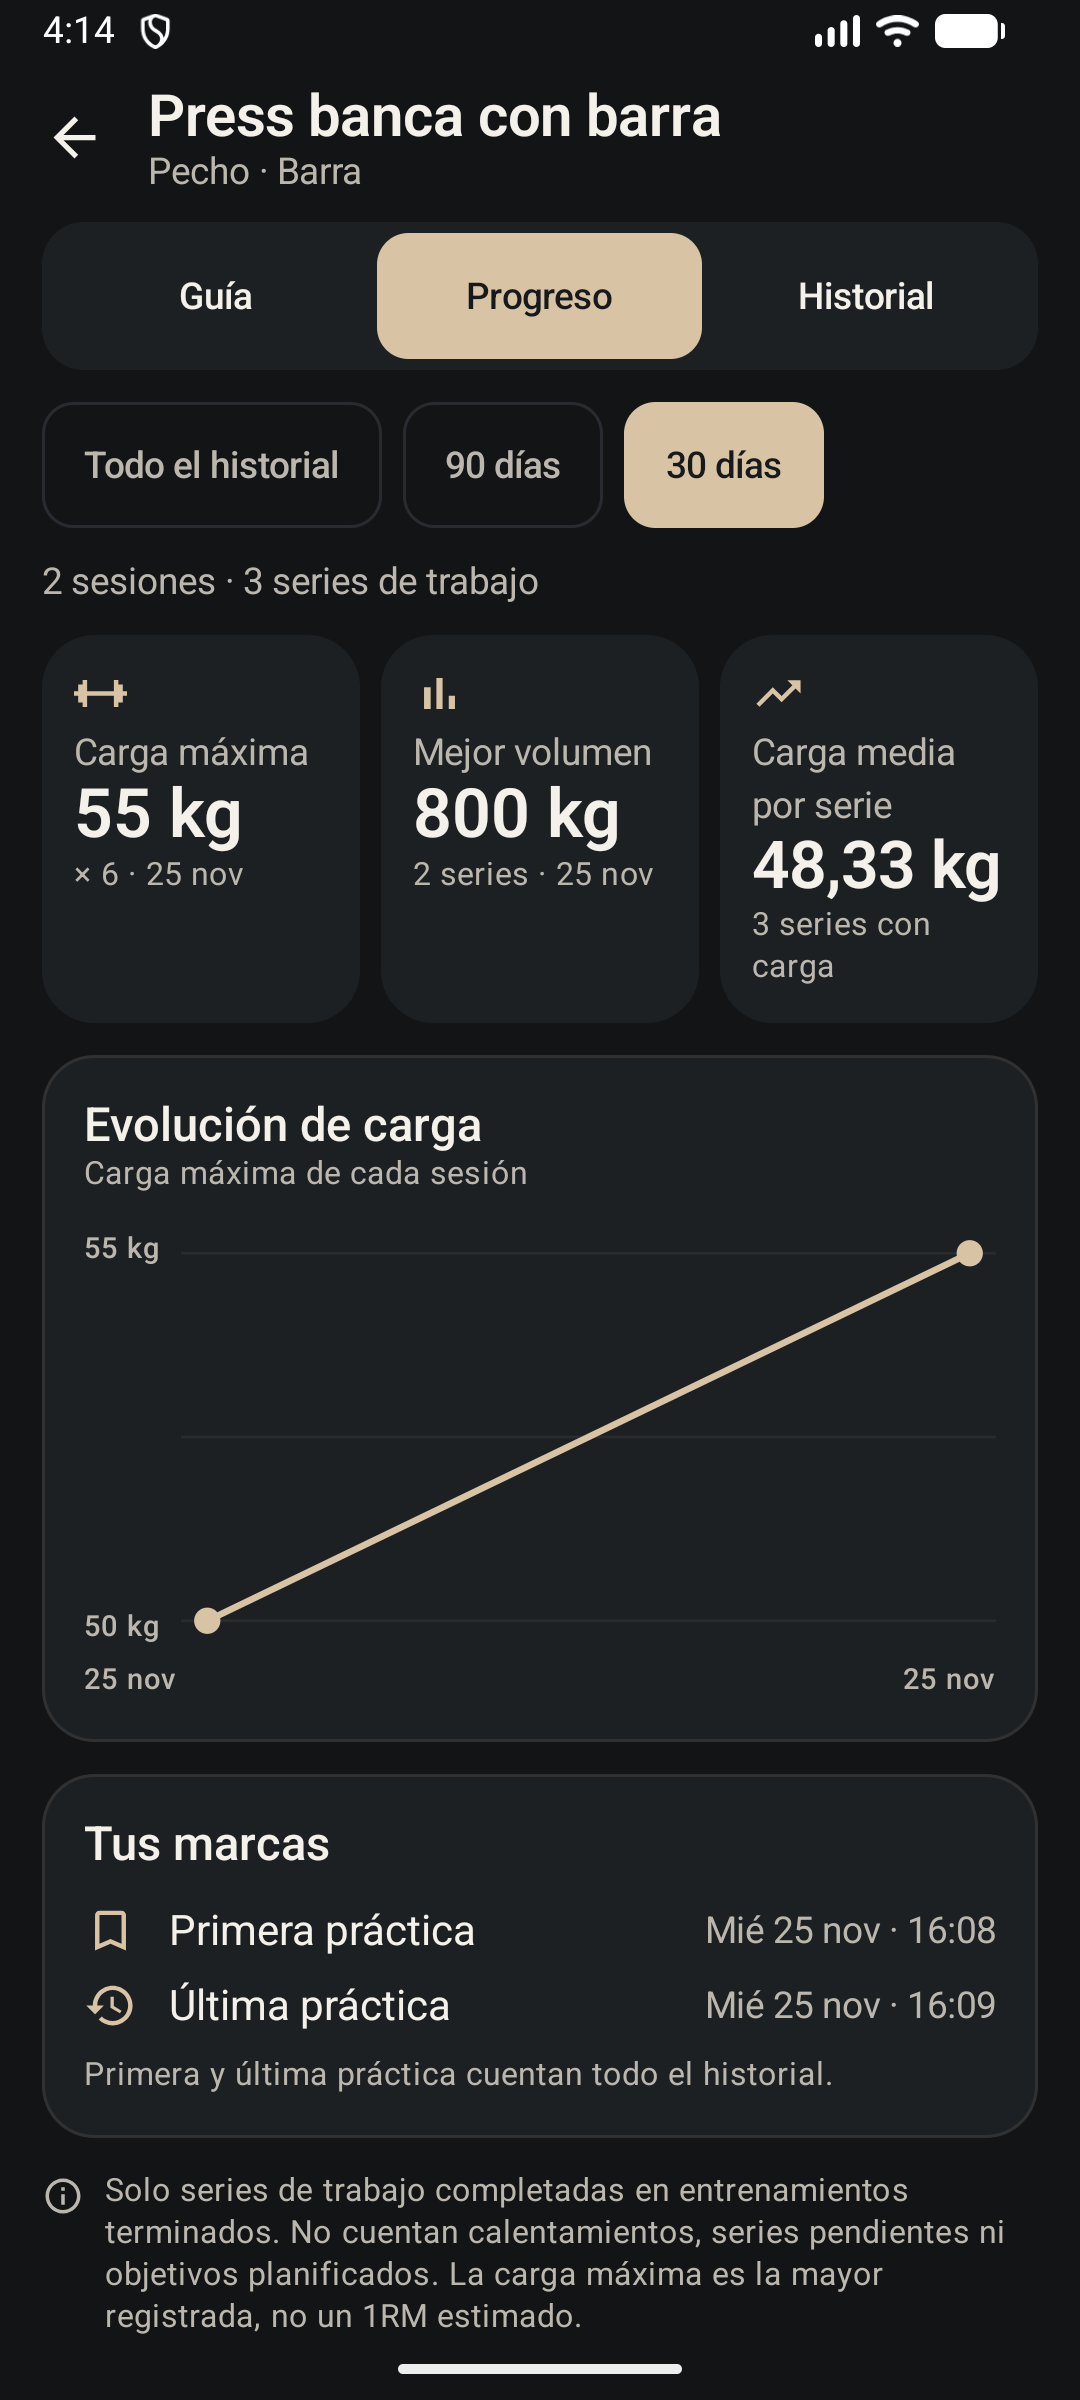 4:14
Press banca con barra
Pecho · Barra
Guía
Progreso
Historial
Todo el historial
90 días
30 días
2 sesiones · 3 series de trabajo
Carga máxima
55 kg
× 6 · 25 nov
Mejor volumen
800 kg
2 series · 25 nov
Carga media
por serie
48,33 kg
3 series con
carga
Evolución de carga
Carga máxima de cada sesión
55 kg
50 kg
25 nov
25 nov
Tus marcas
Primera práctica
Mié 25 nov · 16:08
Última práctica
Mié 25 nov · 16:09
Primera y última práctica cuentan todo el historial.
Solo series de trabajo completadas en entrenamientos
terminados. No cuentan calentamientos, series pendientes ni
objetivos planificados. La carga máxima es la mayor
registrada, no un 1RM estimado.